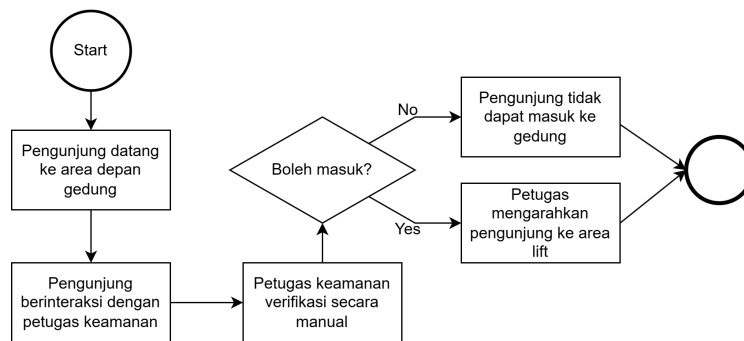 Start
Pengunjung datang
ke area depan
gedung
Pengunjung
berinteraksi dengan
petugas keamanan
Petugas keamanan
verifikasi secara
manual
Boleh masuk?
No
Pengunjung tidak
dapat masuk ke
gedung
Yes
Petugas
mengarahkan
pengunjung ke area
lift